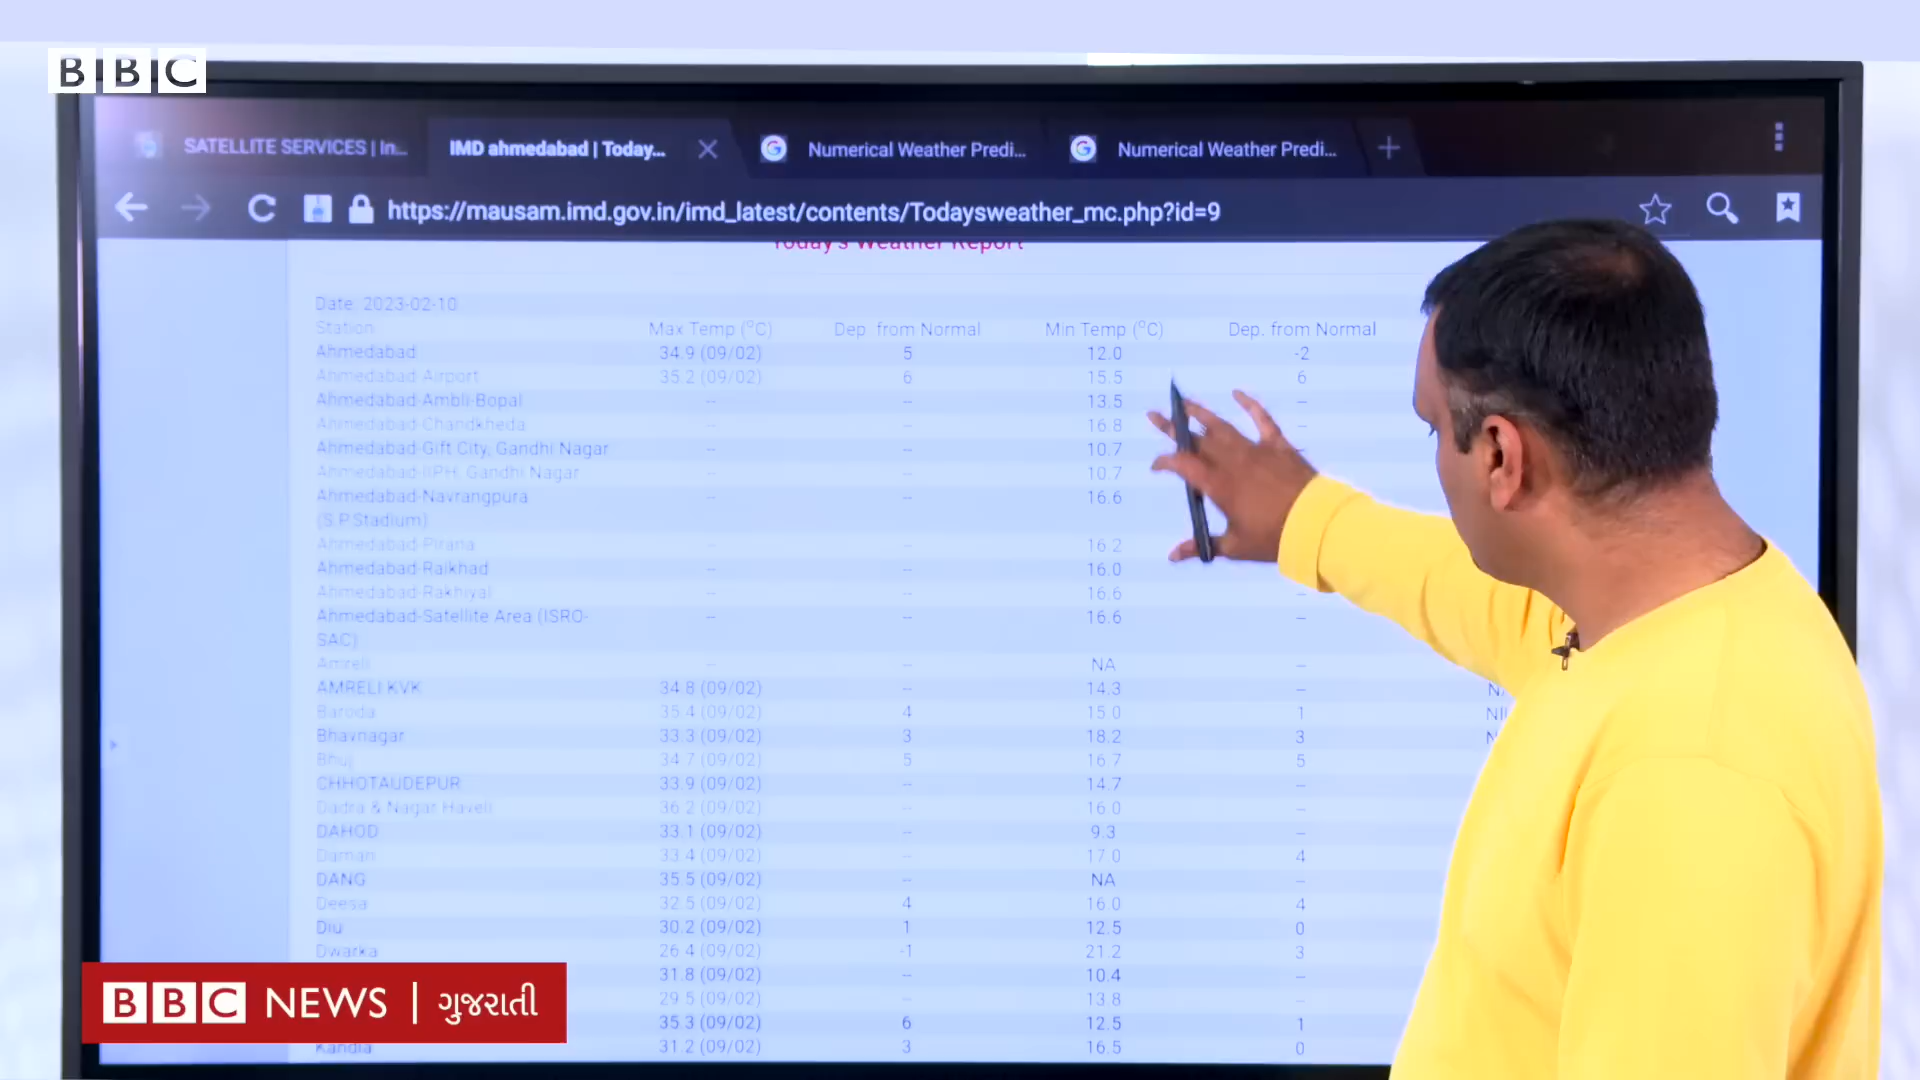 BBC
SATELLITE SERVICES | In...
IMD ahmedabad | Today...
Numerical Weather Predi...
Numerical Weather Predi...
https://mausam.imd.gov.in/imd_latest/contents/Todaysweather_mc.php?id=9
Today's Weather Report
Date: 2023-02-10
Station Max Temp (°C) Dep. from Normal Min Temp (°C) Dep. from Normal
Ahmedabad 34.9 (09/02) 5 12.0 -2
Ahmedabad-Airport 35.2 (09/02) 6 15.5 6
Ahmedabad-Ambli-Bopal -- -- 13.5 --
Ahmedabad-Chandkheda -- -- 16.8 --
Ahmedabad-Gift City, Gandhi Nagar -- -- 10.7 --
Ahmedabad-IIPH, Gandhi Nagar -- -- 10.7
Ahmedabad-Navrangpura -- -- 16.6
(S.P.Stadium)
Ahmedabad-Pirana -- -- 16.2
Ahmedabad-Raikhad -- -- 16.0
Ahmedabad-Rakhiyal -- -- 16.6 --
Ahmedabad-Satellite Area (ISRO- -- -- 16.6 --
SAC)
Amreli -- -- NA --
AMRELI KVK 34.8 (09/02) -- 14.3 --
Baroda 35.4 (09/02) 4 15.0 1
Bhavnagar 33.3 (09/02) 3 18.2 3
Bhuj 34.7 (09/02) 5 16.7 5
CHHOTAUDEPUR 33.9 (09/02) -- 14.7 --
Dadra & Nagar Haveli 36.2 (09/02) -- 16.0 --
DAHOD 33.1 (09/02) -- 9.3 --
Daman 33.4 (09/02) -- 17.0 4
DANG 35.5 (09/02) -- NA --
Deesa 32.5 (09/02) 4 16.0 4
Diu 30.2 (09/02) 1 12.5 0
Dwarka 26.4 (09/02) -1 21.2 3
31.8 (09/02) -- 10.4 --
29.5 (09/02) -- 13.8 --
35.3 (09/02) 6 12.5 1
Kandla 31.2 (09/02) 3 16.5 0
BBC NEWS | ગુજરાતી